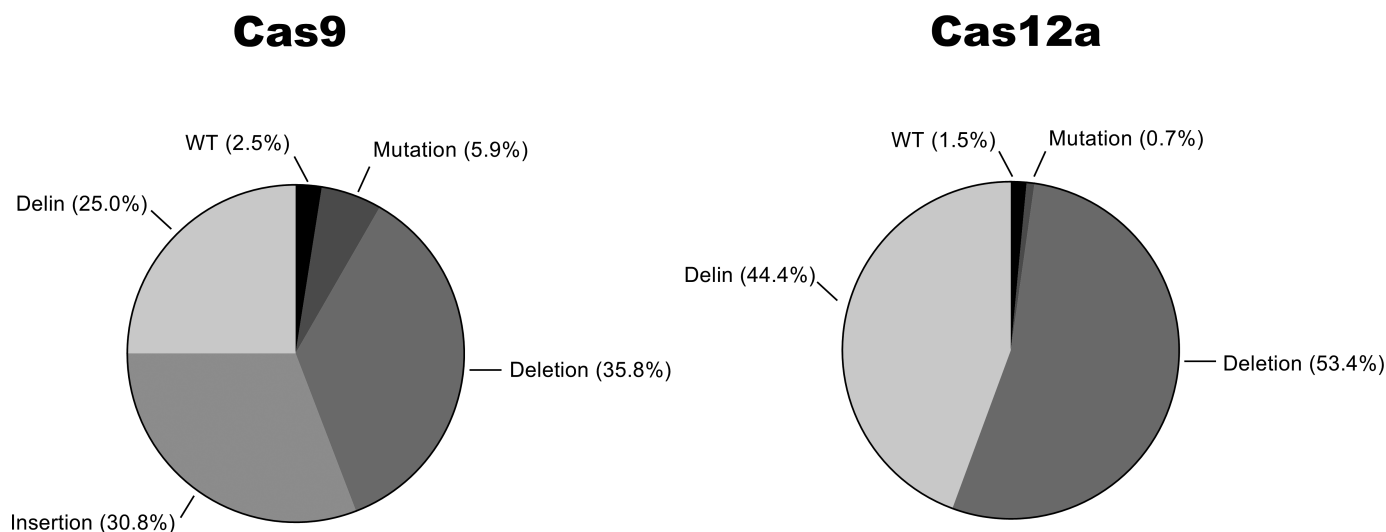 Cas9
WT (2.5%)
Mutation (5.9%)
Delin (25.0%)
Deletion (35.8%)
Insertion (30.8%)
Cas12a
WT (1.5%)
Mutation (0.7%)
Delin (44.4%)
Deletion (53.4%)